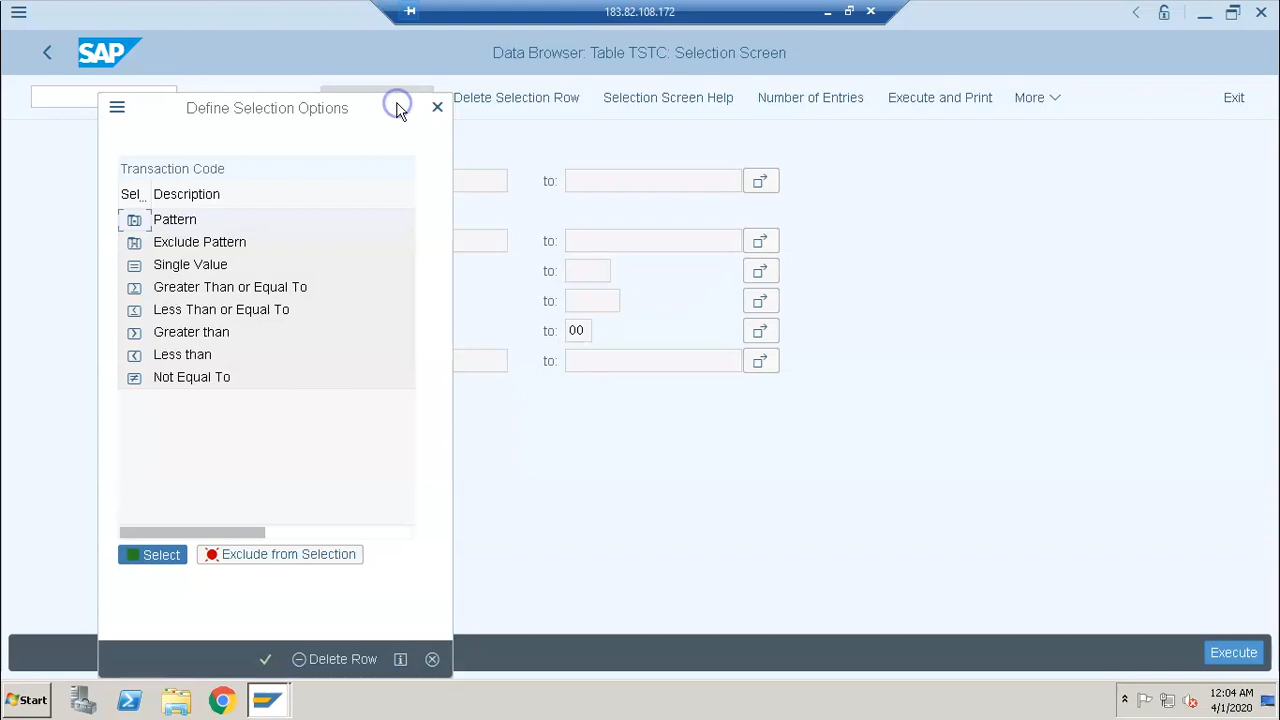 183.82.108.172
SAP
Data Browser: Table TSTC: Selection Screen
Delete Selection Row
Selection Screen Help
Number of Entries
Execute and Print
More
Exit
Define Selection Options
Transaction Code
Sel... Description
Pattern
Exclude Pattern
Single Value
Greater Than or Equal To
Less Than or Equal To
Greater than
Less than
Not Equal To
Select
Exclude from Selection
Delete Row
to:
to:
to:
to:
to: 00
to:
Execute
Start
12:04 AM
4/1/2020